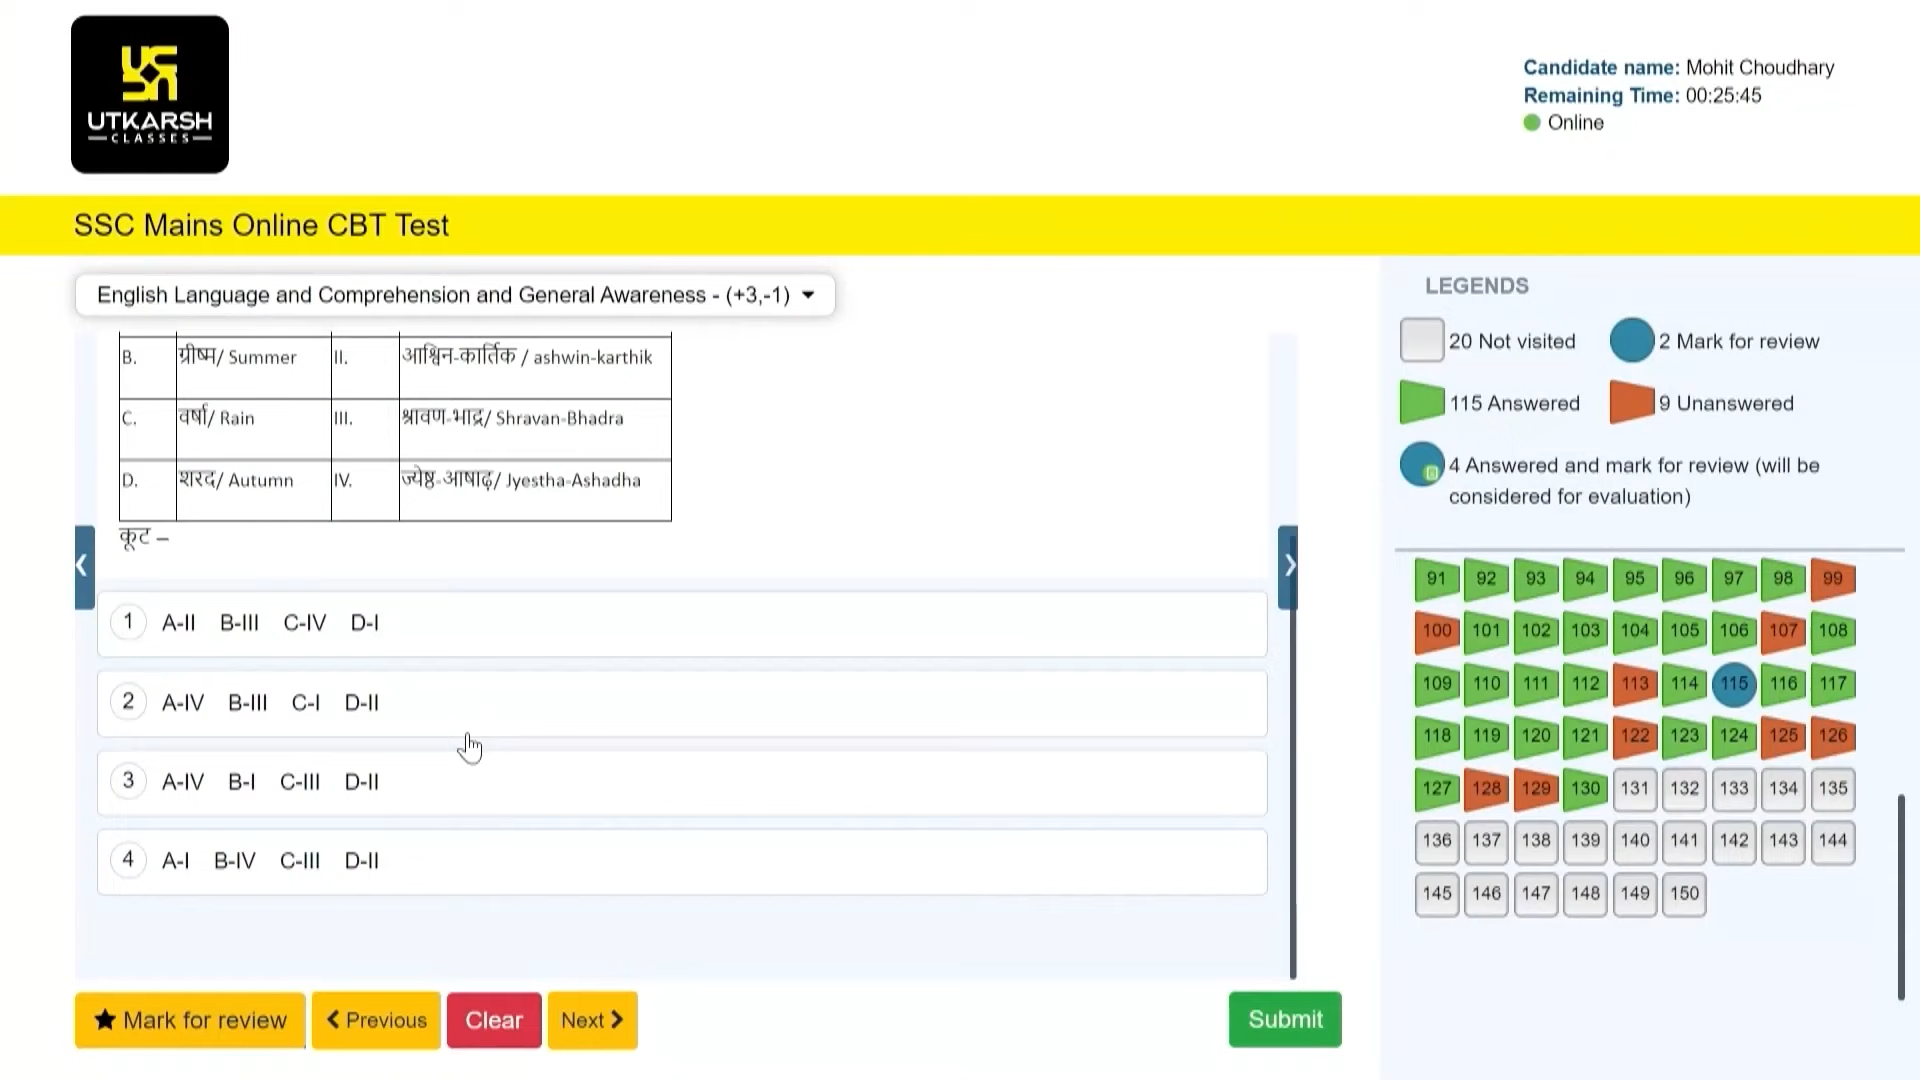 UTKARSH
CLASSES
Candidate name: Mohit Choudhary
Remaining Time: 00:25:45
Online
SSC Mains Online CBT Test
English Language and Comprehension and General Awareness - (+3,-1)
B. ग्रीष्म/ Summer II. आश्विन-कार्तिक / ashwin-karthik
C. वर्षा/ Rain III. श्रावण-भाद्र/ Shravan-Bhadra
D. शरद/ Autumn IV. ज्येष्ठ-आषाढ़/ Jyestha-Ashadha
कूट –
1 A-II B-III C-IV D-I
2 A-IV B-III C-I D-II
3 A-IV B-I C-III D-II
4 A-I B-IV C-III D-II
Mark for review Previous Clear Next Submit
LEGENDS
20 Not visited 2 Mark for review
115 Answered 9 Unanswered
4 Answered and mark for review (will be
considered for evaluation)
91 92 93 94 95 96 97 98 99
100 101 102 103 104 105 106 107 108
109 110 111 112 113 114 115 116 117
118 119 120 121 122 123 124 125 126
127 128 129 130 131 132 133 134 135
136 137 138 139 140 141 142 143 144
145 146 147 148 149 150